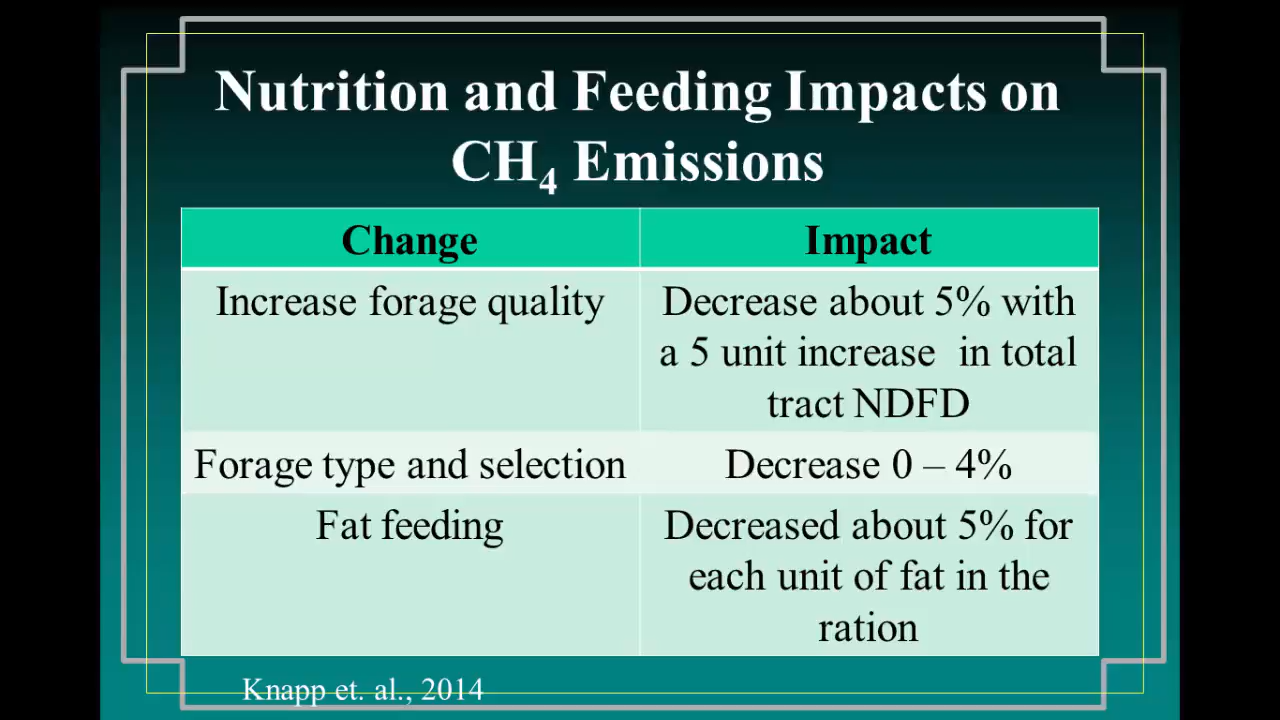 Nutrition and Feeding Impacts on
CH₄ Emissions
Change
Impact
Increase forage quality
Decrease about 5% with
a 5 unit increase in total
tract NDFD
Forage type and selection
Decrease 0 – 4%
Fat feeding
Decreased about 5% for
each unit of fat in the
ration
Knapp et. al., 2014